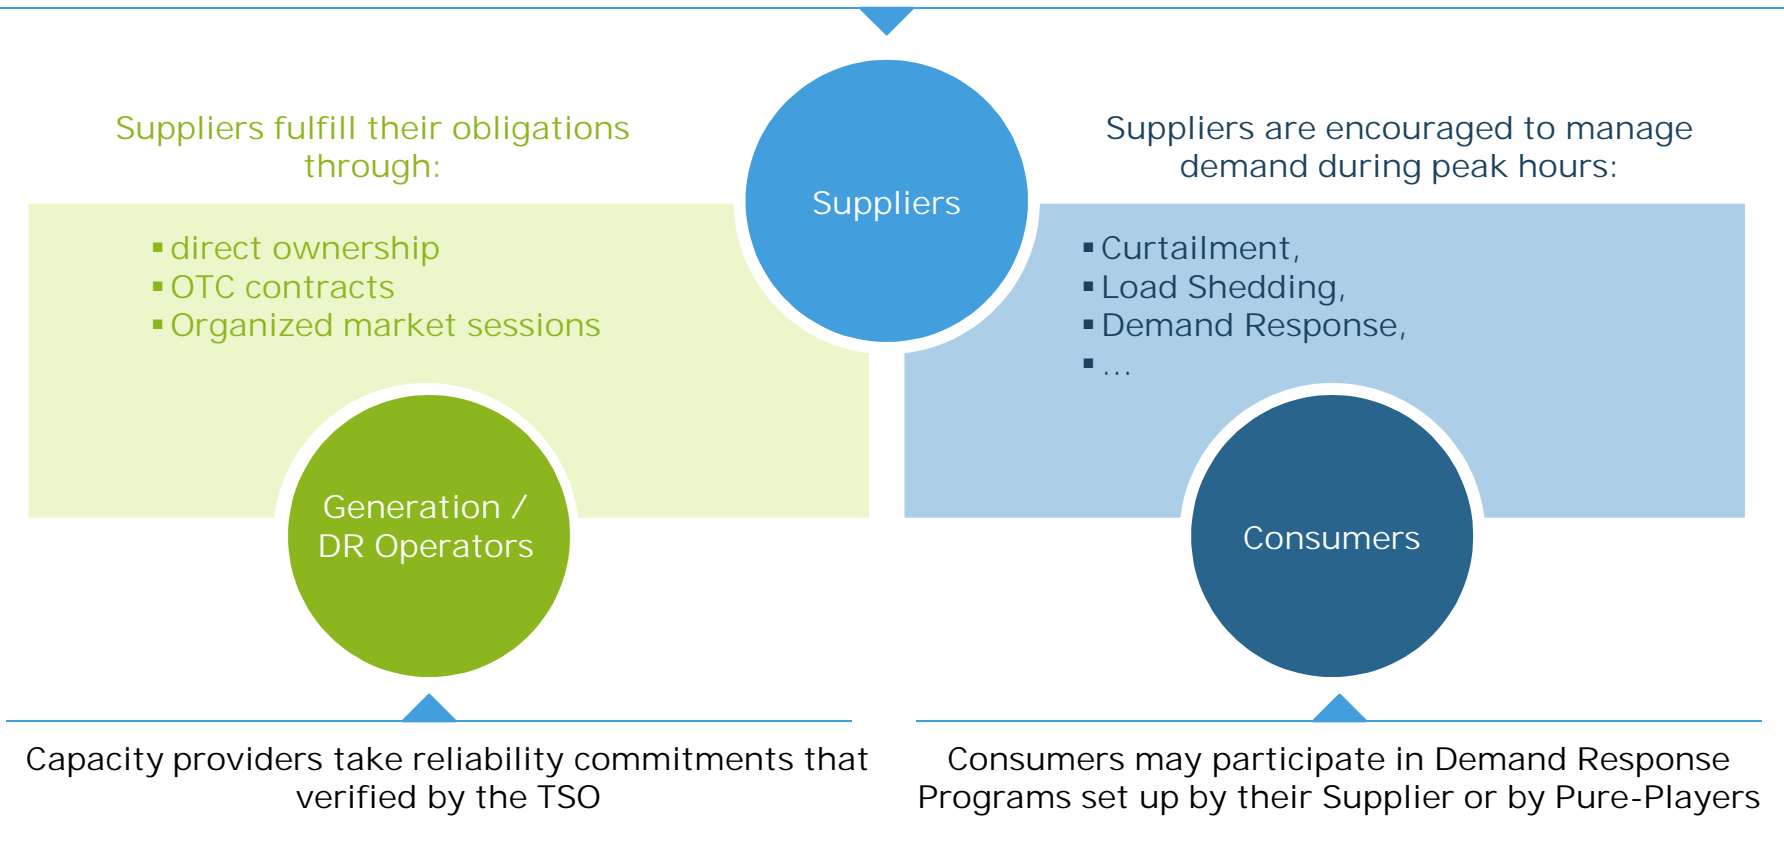 Suppliers fulfill their obligations
through:
▪ direct ownership
▪ OTC contracts
▪ Organized market sessions
Suppliers
Suppliers are encouraged to manage
demand during peak hours:
▪ Curtailment,
▪ Load Shedding,
▪ Demand Response,
▪ …
Generation /
DR Operators
Consumers
Capacity providers take reliability commitments that
verified by the TSO
Consumers may participate in Demand Response
Programs set up by their Supplier or by Pure-Players